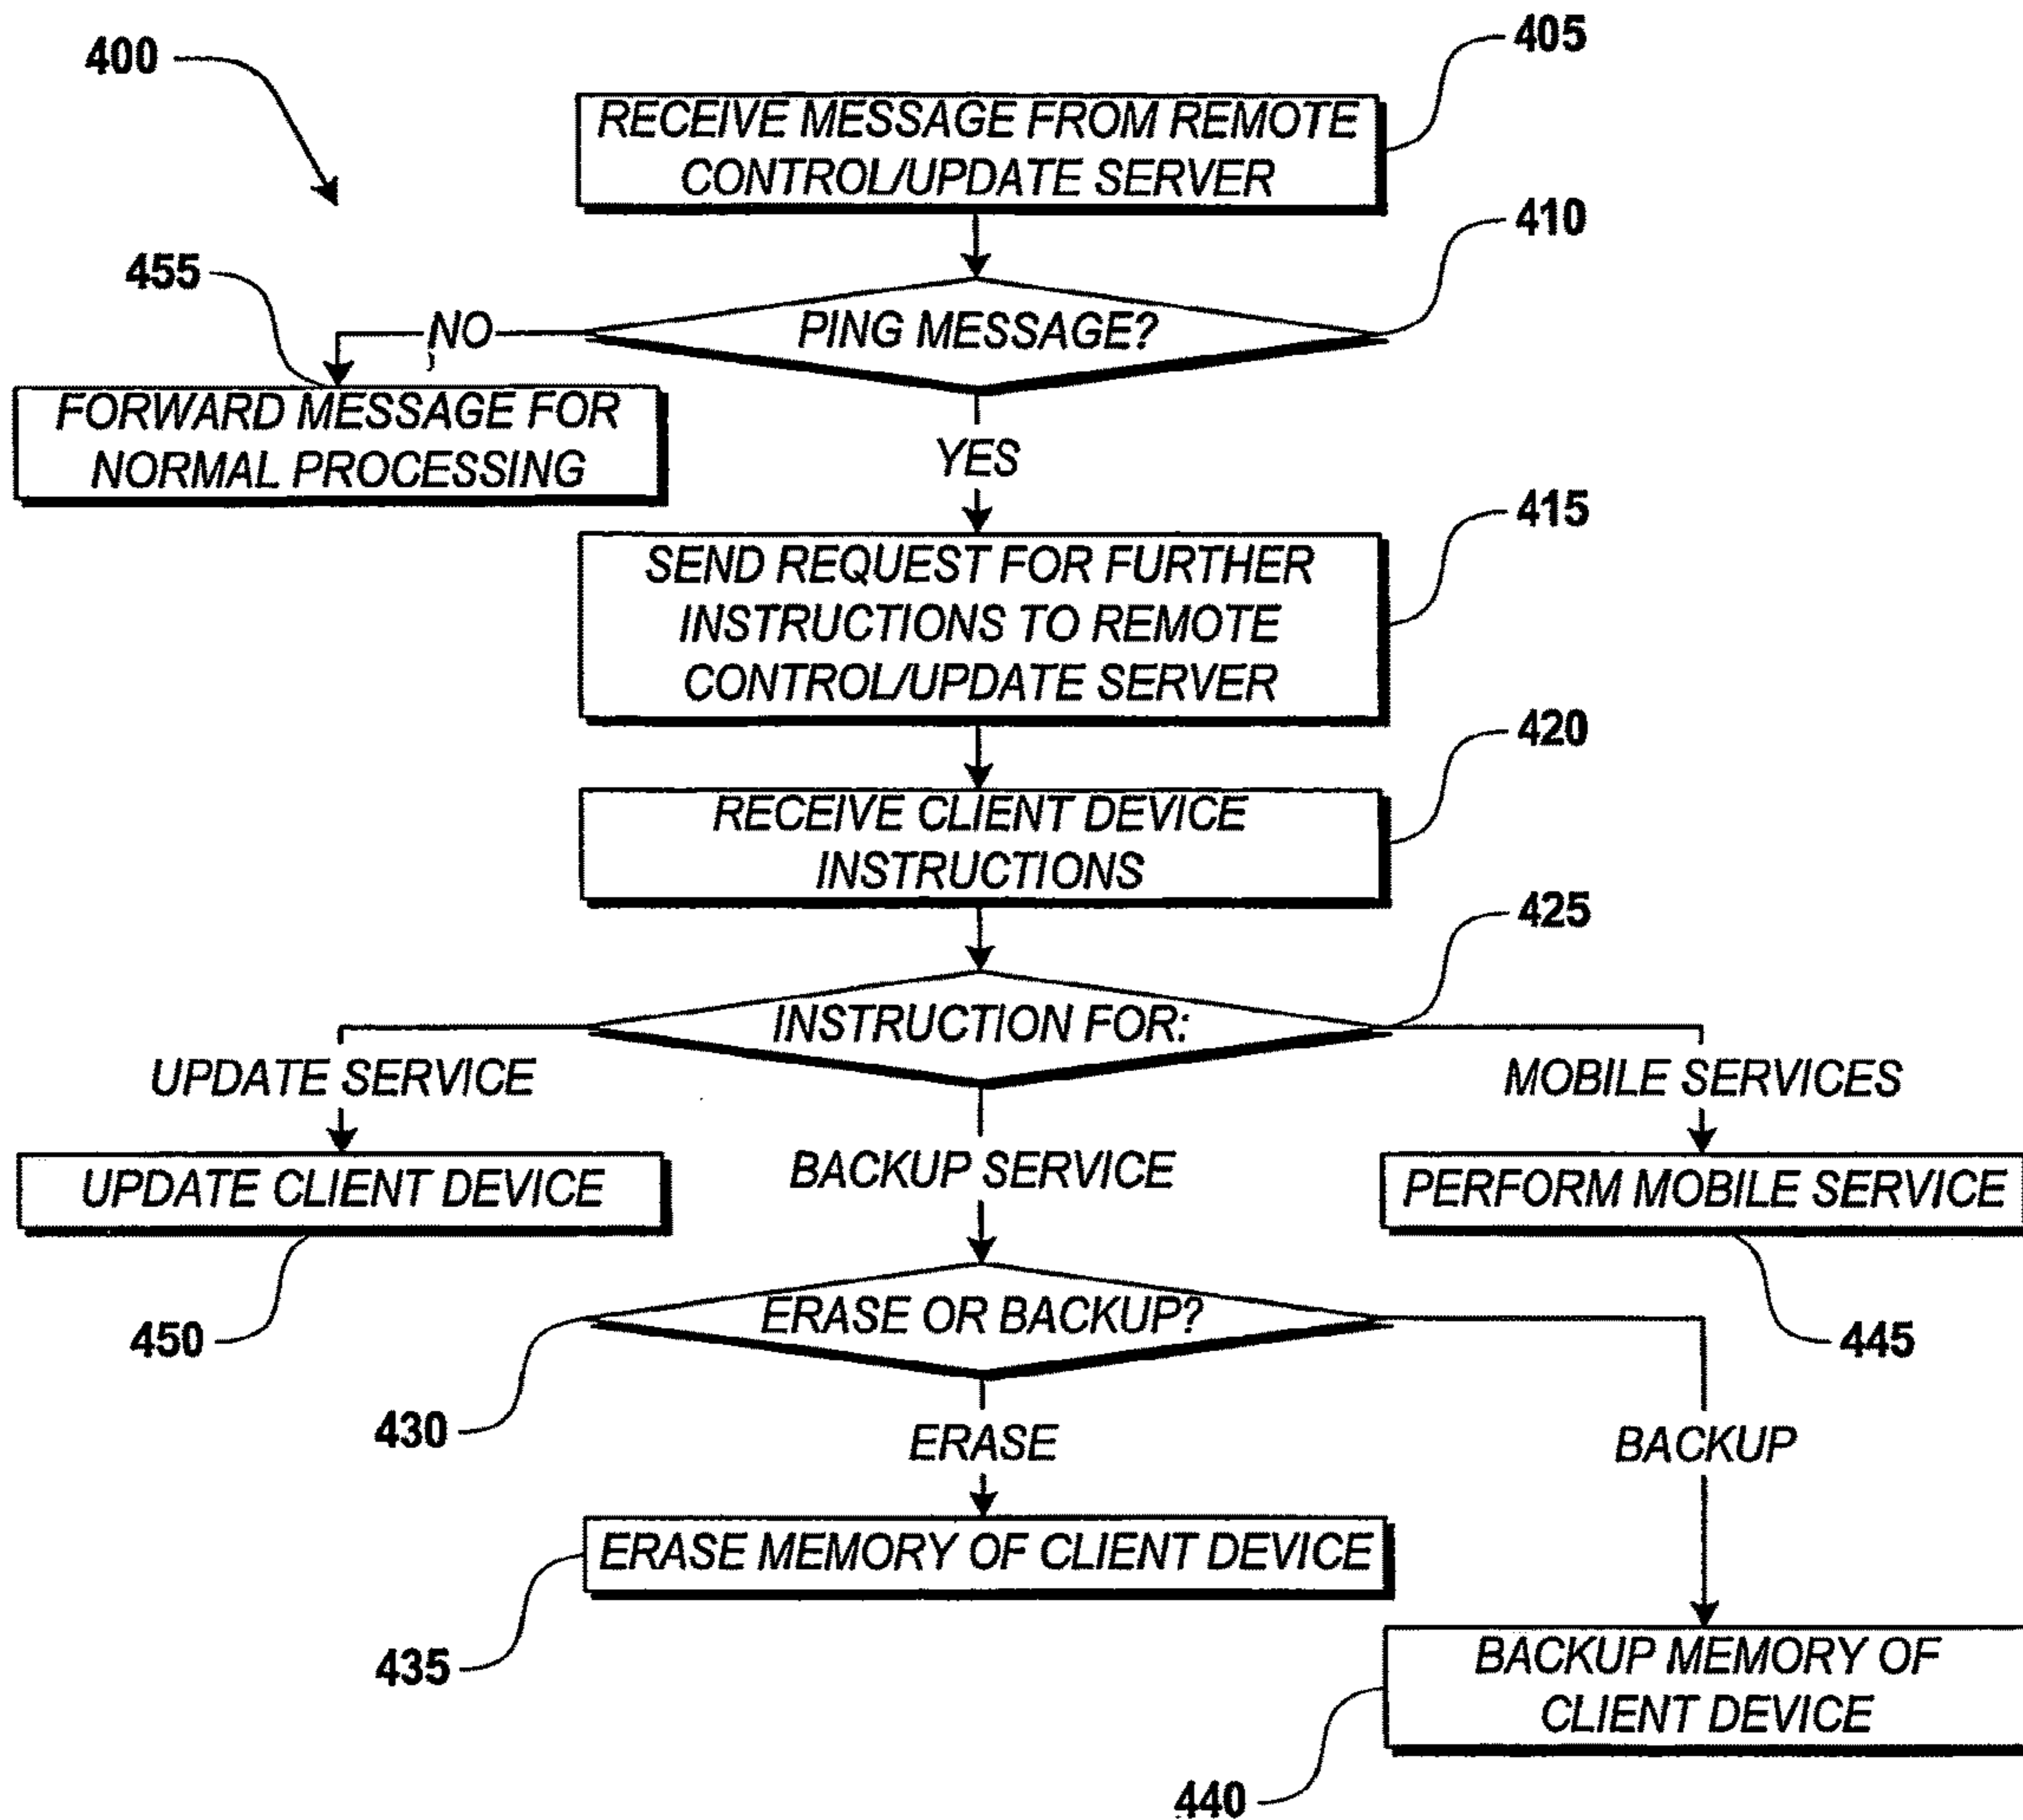 400
405
RECEIVE MESSAGE FROM REMOTE
CONTROL/UPDATE SERVER
410
455
NO
PING MESSAGE?
FORWARD MESSAGE FOR
NORMAL PROCESSING
YES
415
SEND REQUEST FOR FURTHER
INSTRUCTIONS TO REMOTE
CONTROL/UPDATE SERVER
420
RECEIVE CLIENT DEVICE
INSTRUCTIONS
425
INSTRUCTION FOR:
UPDATE SERVICE
MOBILE SERVICES
BACKUP SERVICE
UPDATE CLIENT DEVICE
PERFORM MOBILE SERVICE
450
ERASE OR BACKUP?
445
430
ERASE
BACKUP
ERASE MEMORY OF CLIENT DEVICE
435
BACKUP MEMORY OF
CLIENT DEVICE
440